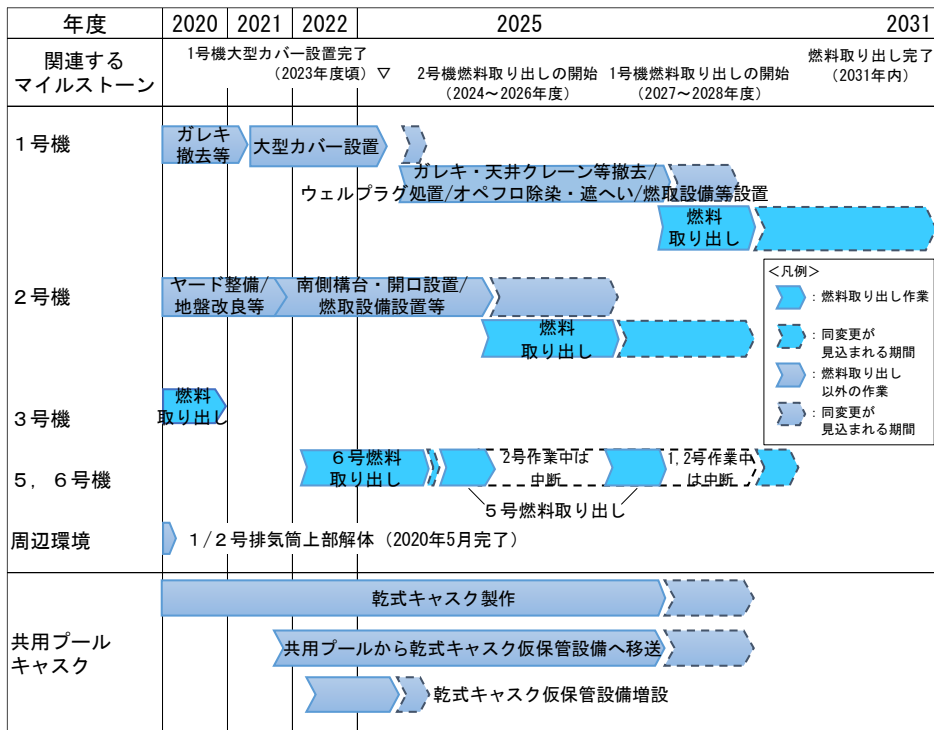 年度
2020
2021
2022
2025
2031
関連する
マイルストーン
1号機大型カバー設置完了
（2023年度頃）▽
2号機燃料取り出しの開始
（2024～2026年度）
1号機燃料取り出しの開始
（2027～2028年度）
燃料取り出し完了
（2031年内）
１号機
ガレキ
撤去等
大型カバー設置
ガレキ・天井クレーン等撤去/
ウェルプラグ処置/オペフロ除染・遮へい/燃取設備等設置
燃料
取り出し
２号機
ヤード整備/
地盤改良等
南側構台・開口設置/
燃取設備設置等
燃料
取り出し
＜凡例＞
：燃料取り出し作業
：同変更が
見込まれる期間
：燃料取り出し
以外の作業
：同変更が
見込まれる期間
３号機
燃料
取り出し
５，６号機
６号燃料
取り出し
2号作業中は
中断
1，2号作業中
は中断
５号燃料取り出し
周辺環境
１/２号排気筒上部解体（2020年5月完了）
共用プール
キャスク
乾式キャスク製作
共用プールから乾式キャスク仮保管設備へ移送
乾式キャスク仮保管設備増設